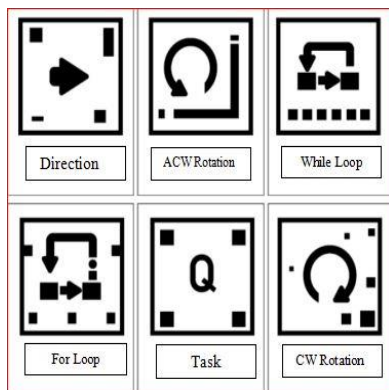 Direction
ACW Rotation
While Loop
For Loop
Q
Task
CW Rotation